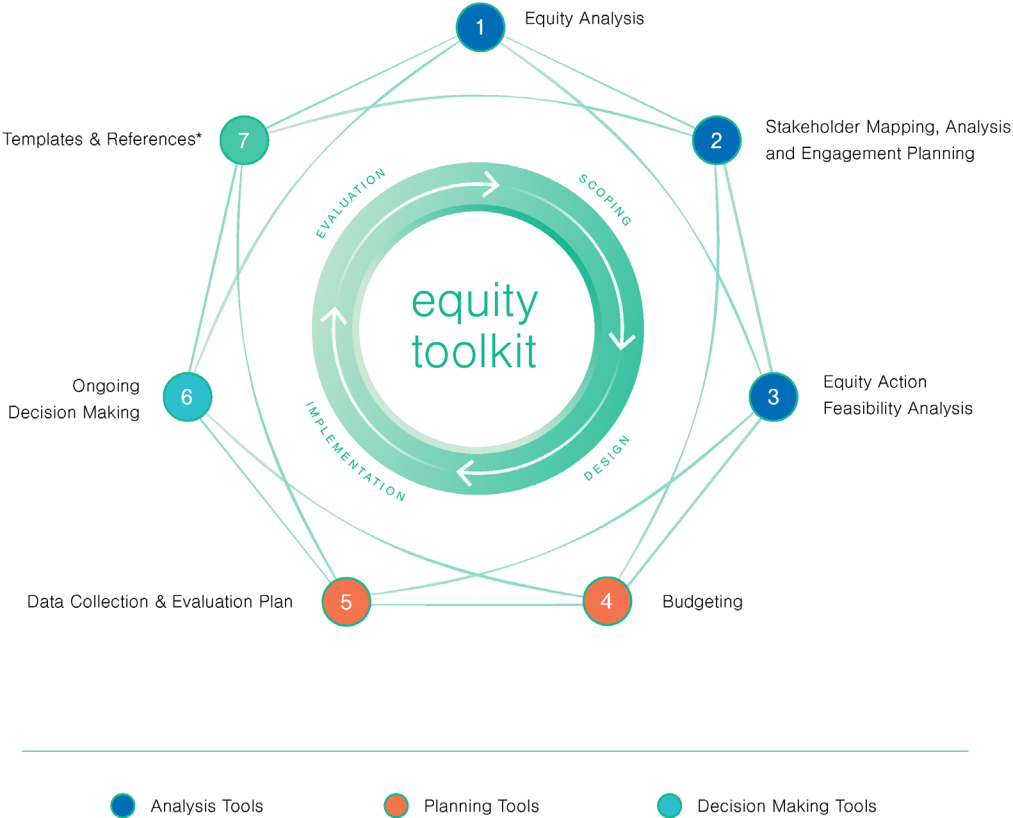 1
Equity Analysis
7
Templates & References*
2
Stakeholder Mapping, Analysis
and Engagement Planning
EVALUATION
SCOPING
equity
toolkit
6
Ongoing
Decision Making
3
Equity Action
Feasibility Analysis
IMPLEMENTATION
DESIGN
Data Collection & Evaluation Plan
5
4
Budgeting
Analysis Tools
Planning Tools
Decision Making Tools